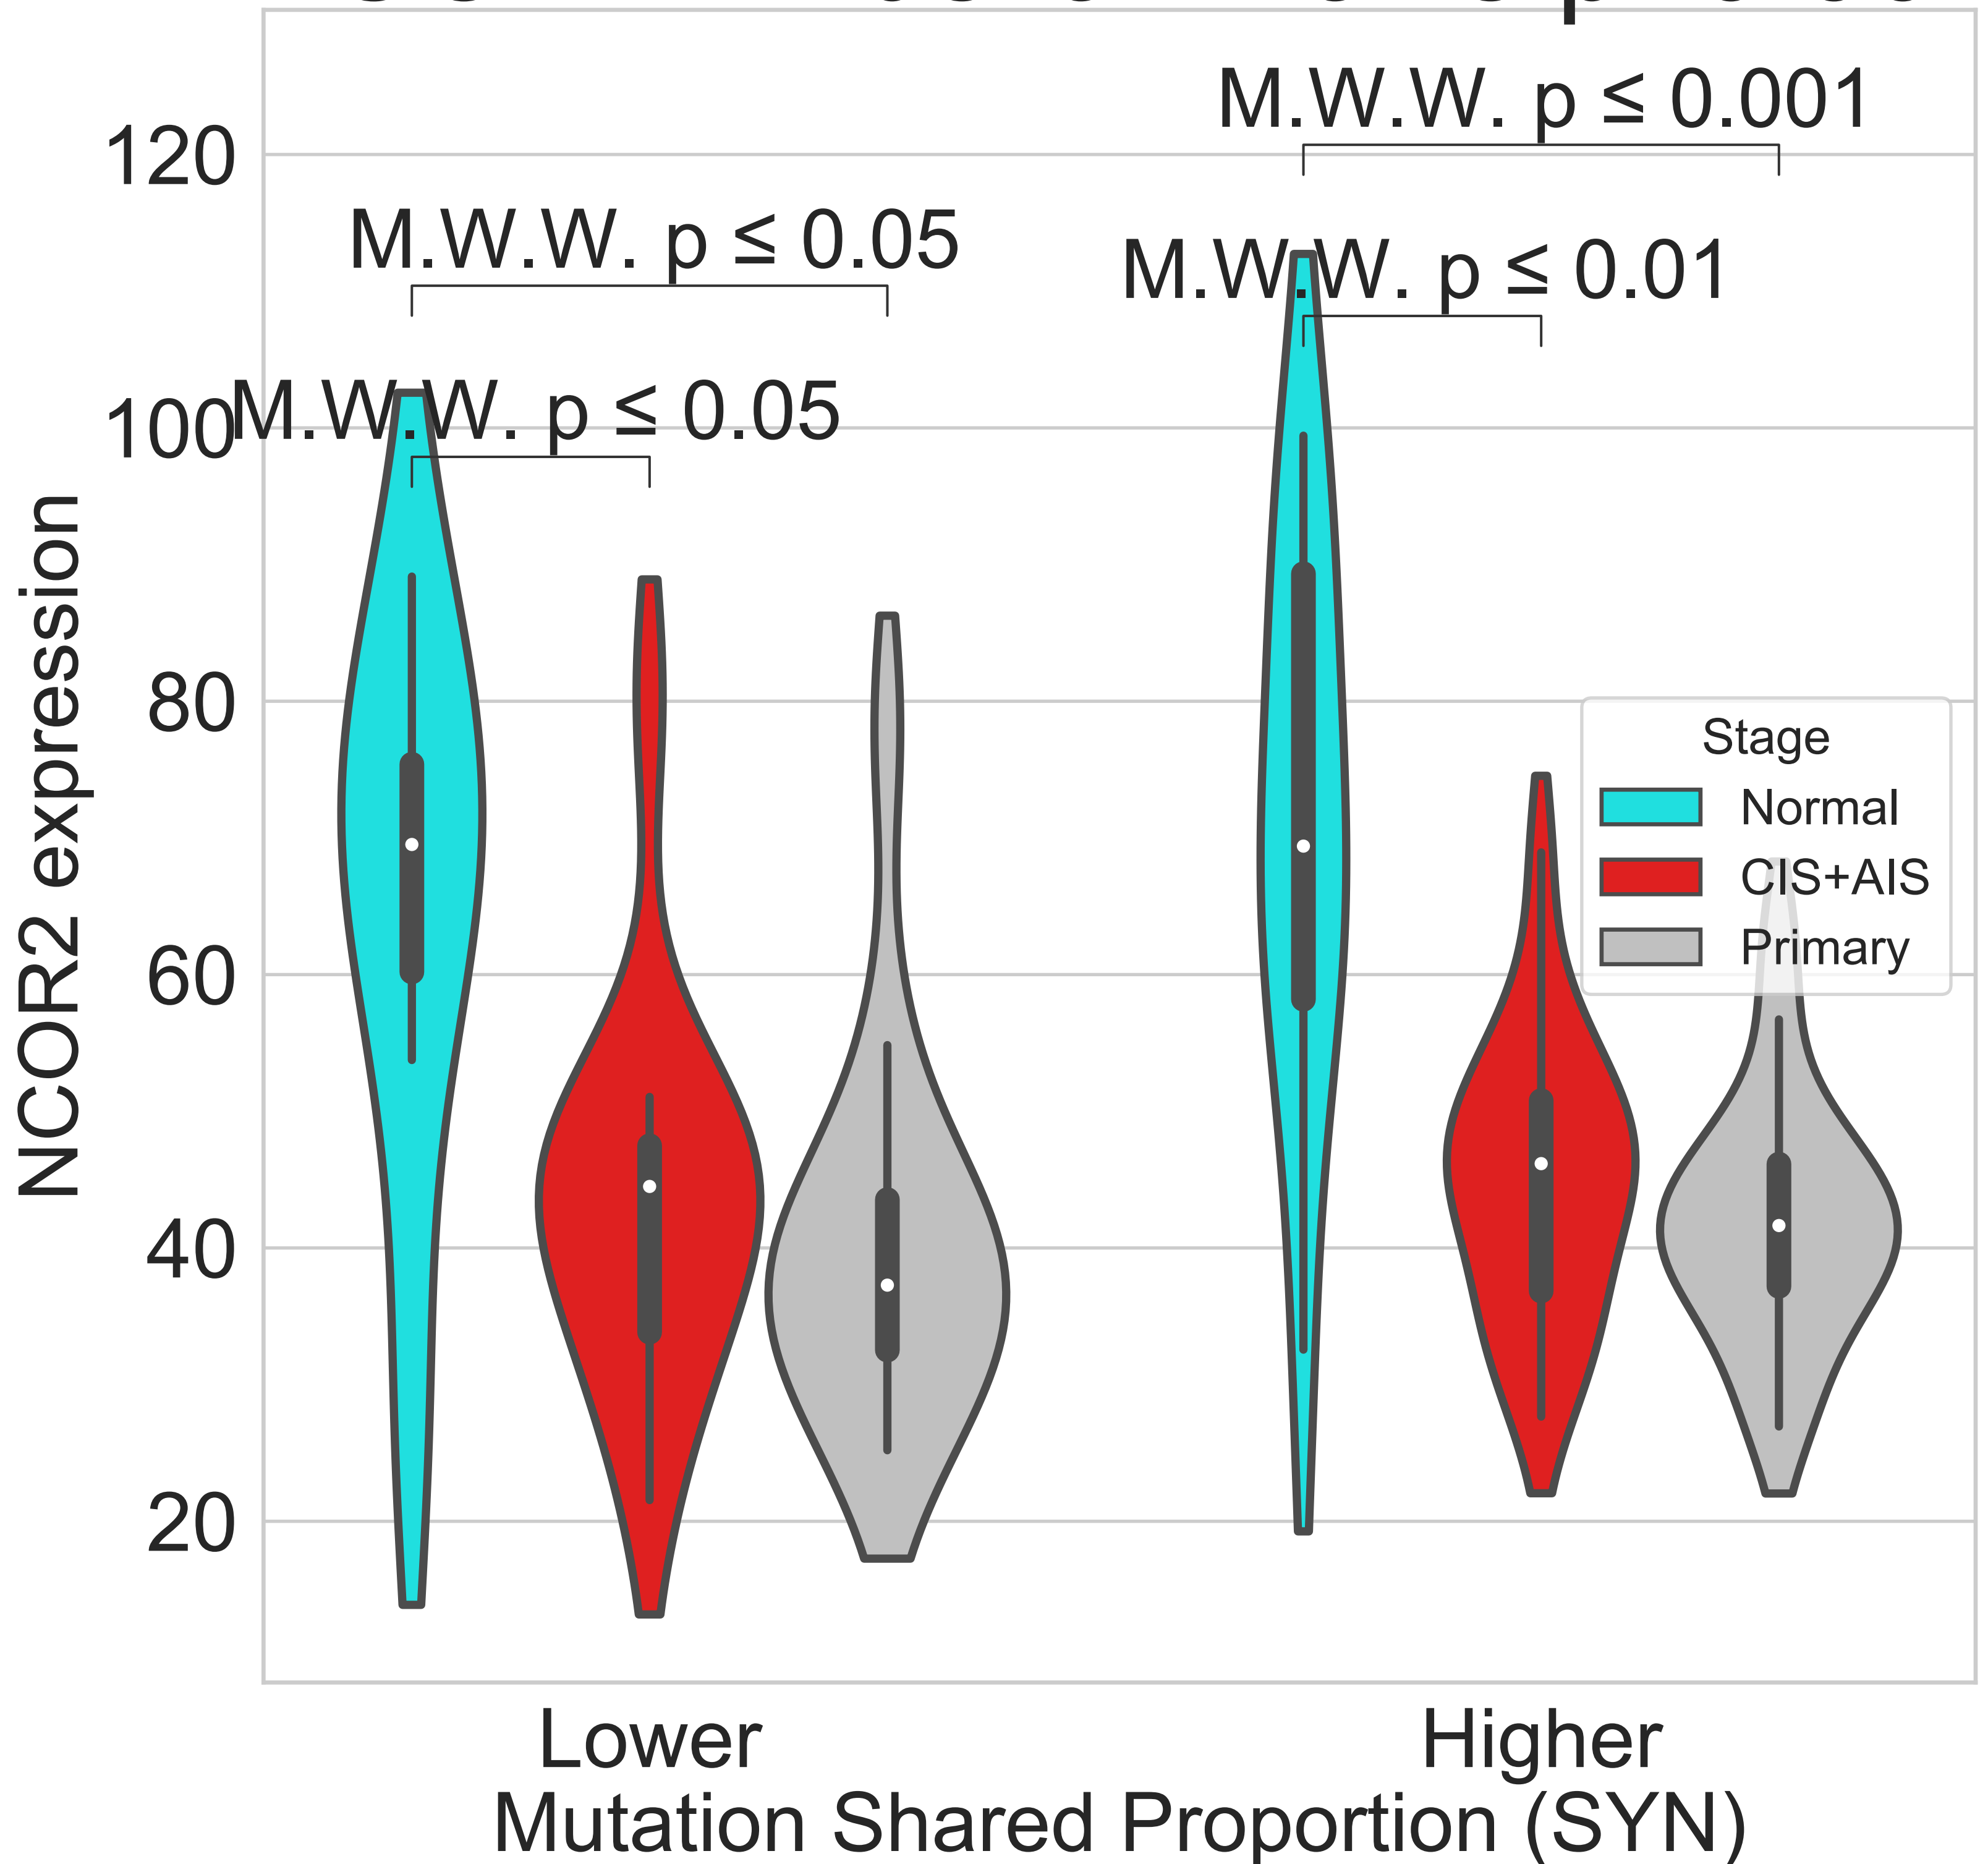 M.W.W. p ≤ 0.001
120
M.W.W. p ≤ 0.05
M.W.W. p ≤ 0.01
100
M.W.W. p ≤ 0.05
80
60
40
20
NCOR2 expression
Stage
Normal
CIS+AIS
Primary
Lower
Higher
Mutation Shared Proportion (SYN)